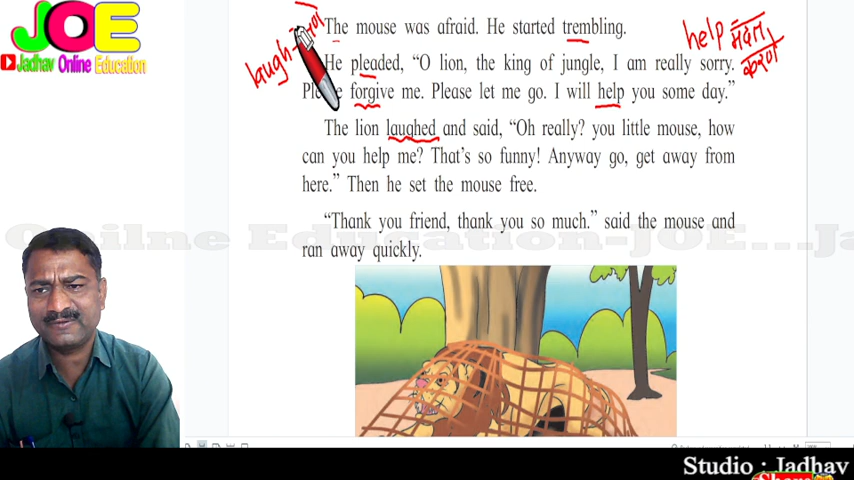 JOE
Jadhav Online Education
The mouse was afraid. He started trembling.
help मदत
करणे
laugh -
He pleaded, “O lion, the king of jungle, I am really sorry.
forgive me. Please let me go. I will help you some day.”
The lion laughed and said, “Oh really? you little mouse, how
can you help me? That’s so funny! Anyway go, get away from
here.” Then he set the mouse free.
“Thank you friend, thank you so much.” said the mouse and
ran away quickly.
Education-JOE...Ja
Studio : Jadhav
Share